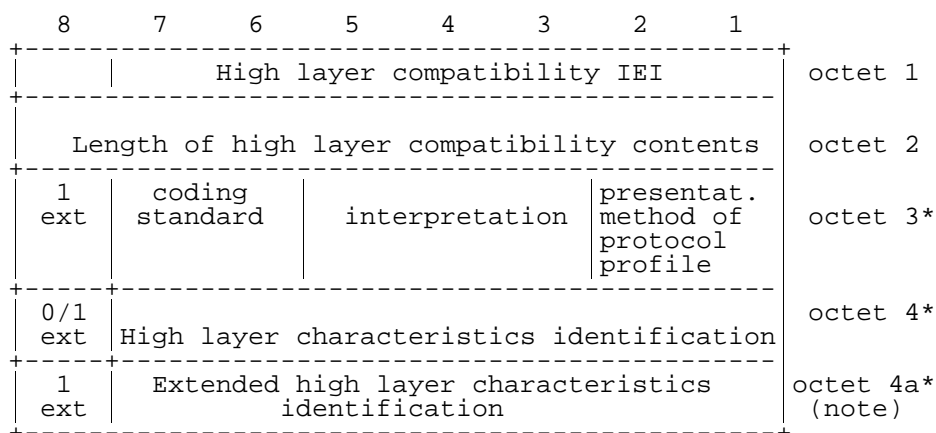 8 7 6 5 4 3 2 1
High layer compatibility IEI octet 1
Length of high layer compatibility contents octet 2
1 coding presentat.
ext standard interpretation method of octet 3*
protocol
profile
0/1 octet 4*
ext High layer characteristics identification
1 Extended high layer characteristics octet 4a*
ext identification (note)